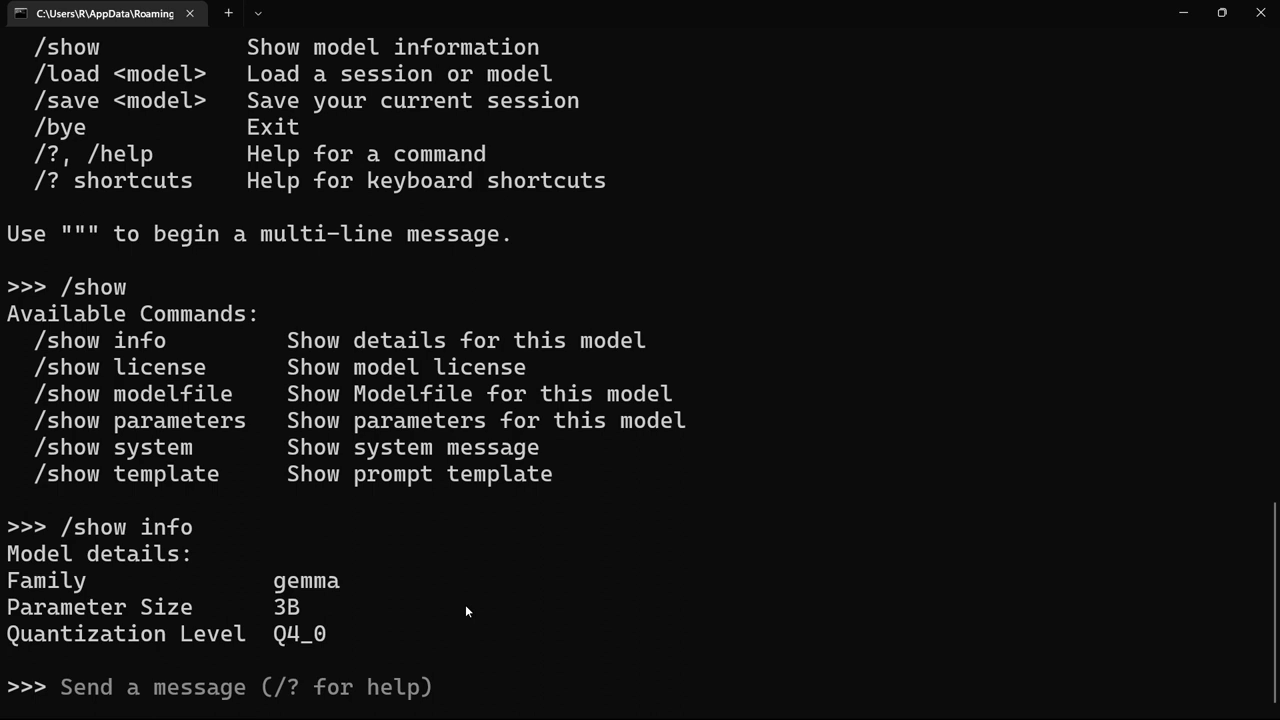 C:\Users\R\AppData\Roaming
/show Show model information
/load <model> Load a session or model
/save <model> Save your current session
/bye Exit
/?, /help Help for a command
/? shortcuts Help for keyboard shortcuts
Use """ to begin a multi-line message.
>>> /show
Available Commands:
/show info Show details for this model
/show license Show model license
/show modelfile Show Modelfile for this model
/show parameters Show parameters for this model
/show system Show system message
/show template Show prompt template
>>> /show info
Model details:
Family gemma
Parameter Size 3B
Quantization Level Q4_0
>>> Send a message (/? for help)